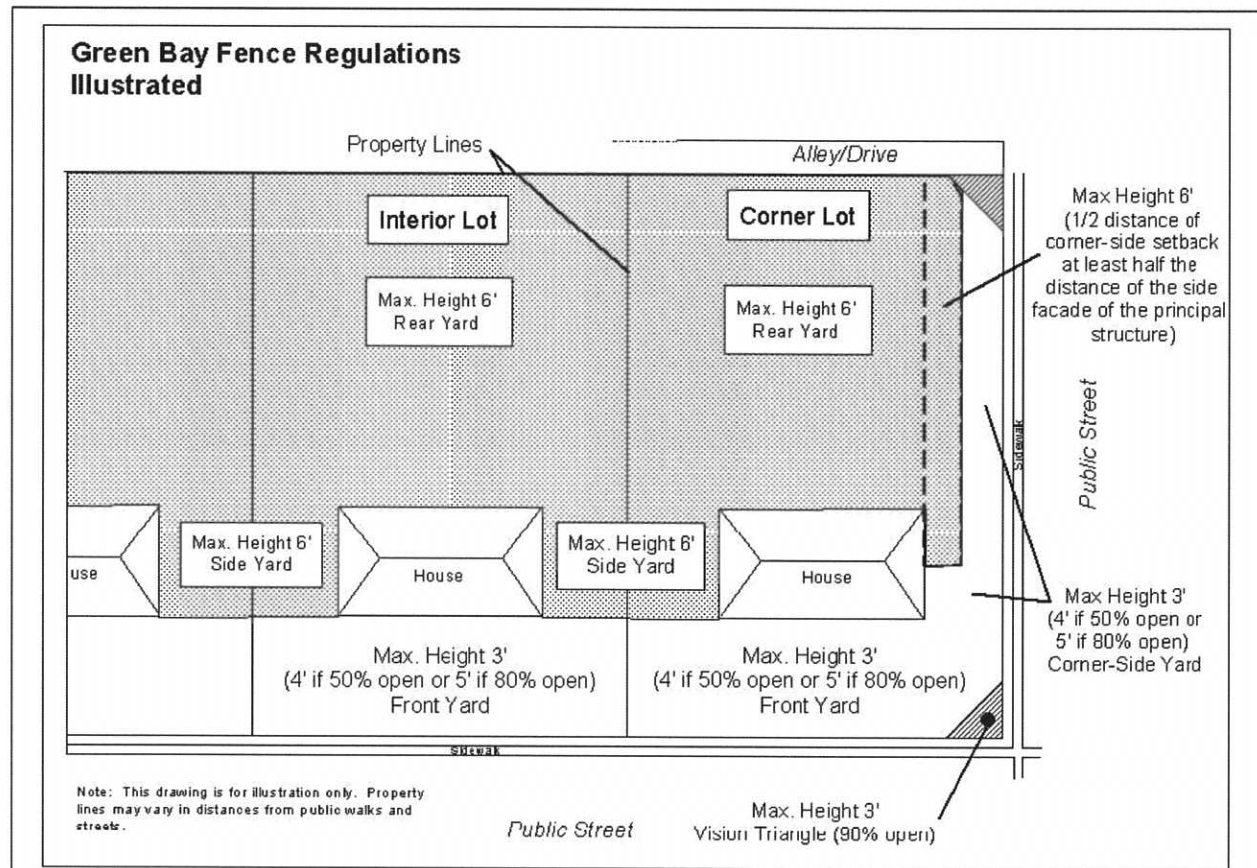 Green Bay Fence Regulations
Illustrated
Property Lines
Alley/Drive
Interior Lot
Corner Lot
Max. Height 6'
Rear Yard
Max. Height 6'
Rear Yard
Max Height 6'
(1/2 distance of
corner-side setback
at least half the
distance of the side
facade of the principal
structure)
Public Street
Sidewak
use
Max. Height 6'
Side Yard
House
Max. Height 6'
Side Yard
House
Max Height 3'
(4' if 50% open or
5' if 80% open)
Corner-Side Yard
Max. Height 3'
(4' if 50% open or 5' if 80% open)
Front Yard
Max. Height 3'
(4' if 50% open or 5' if 80% open)
Front Yard
Sidewak
Note: This drawing is for illustration only. Property
lines may vary in distances from public walks and
streets.
Public Street
Max. Height 3'
Vision Triangle (90% open)